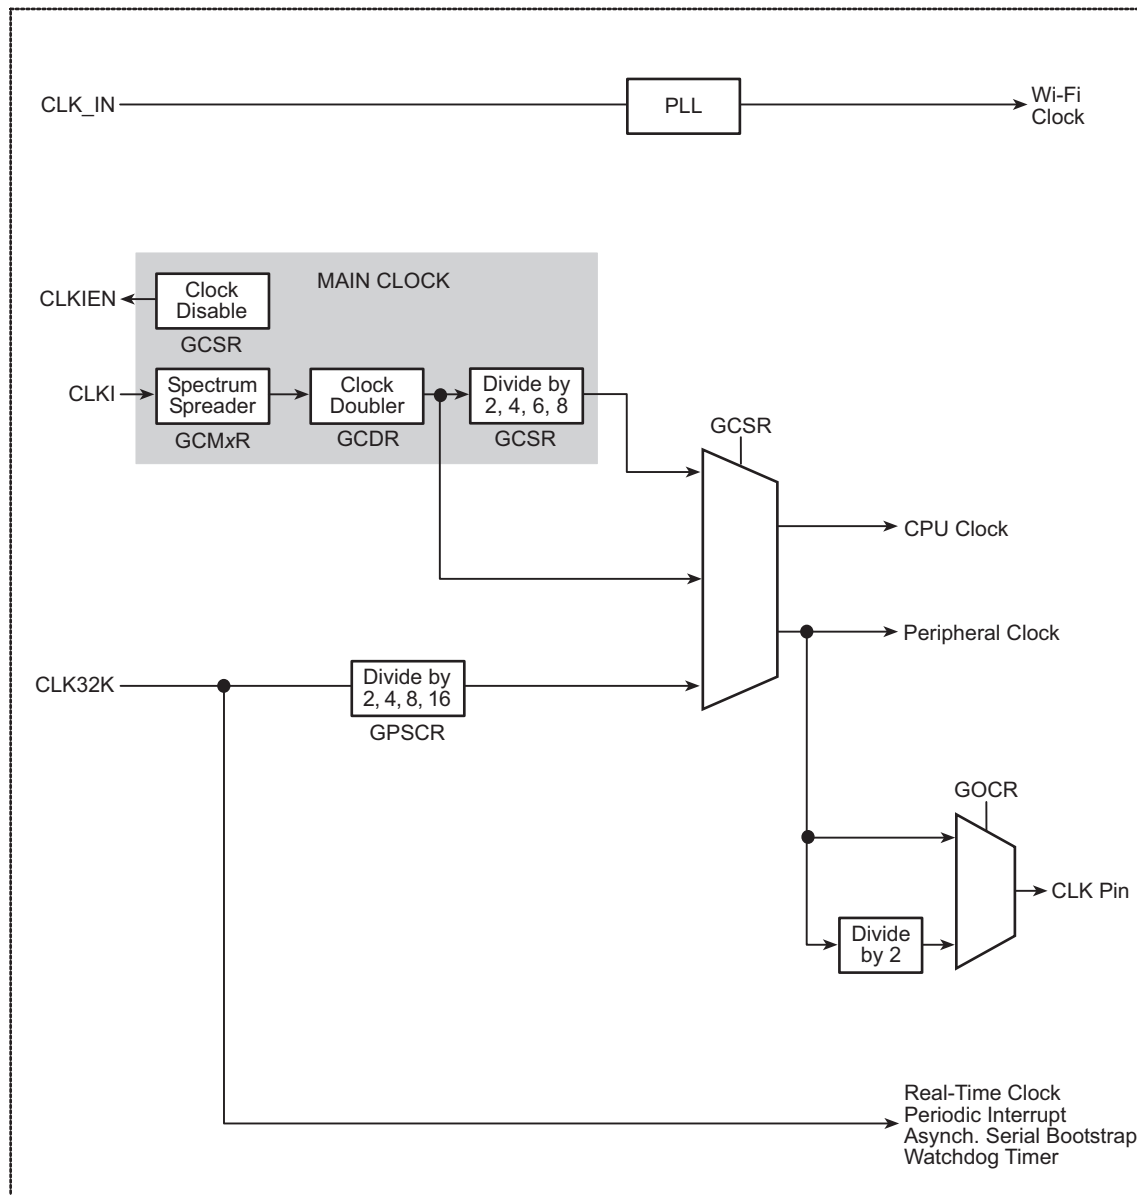 CLK_IN
PLL
Wi-Fi
Clock
MAIN CLOCK
CLKIEN
Clock
Disable
GCSR
CLKI
Spectrum
Spreader
GCMxR
Clock
Doubler
GCDR
Divide by
2, 4, 6, 8
GCSR
GCSR
CPU Clock
Peripheral Clock
CLK32K
Divide by
2, 4, 8, 16
GPSCR
GOCR
CLK Pin
Divide
by 2
Real-Time Clock
Periodic Interrupt
Asynch. Serial Bootstrap
Watchdog Timer